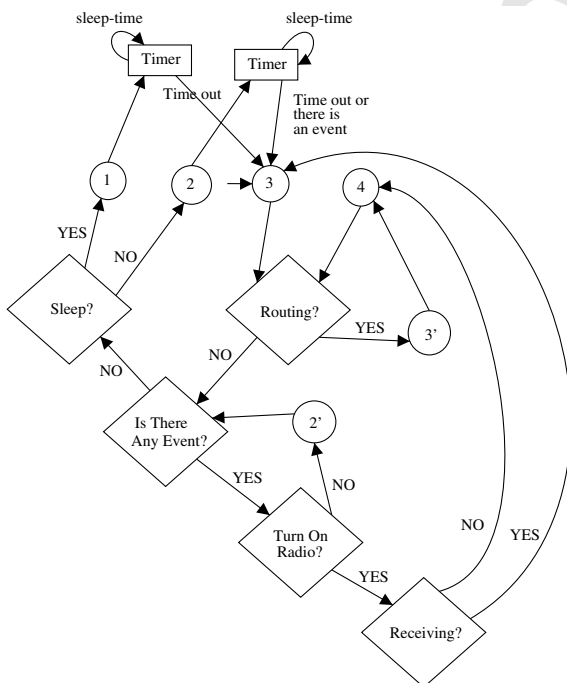 sleep-time
sleep-time
Timer
Timer
Time out
Time out or
there is
an event
1
2
3
4
YES
NO
Sleep?
Routing?
YES
3'
NO
NO
Is There
Any Event?
2'
YES
NO
Turn On
Radio?
NO
YES
YES
Receiving?